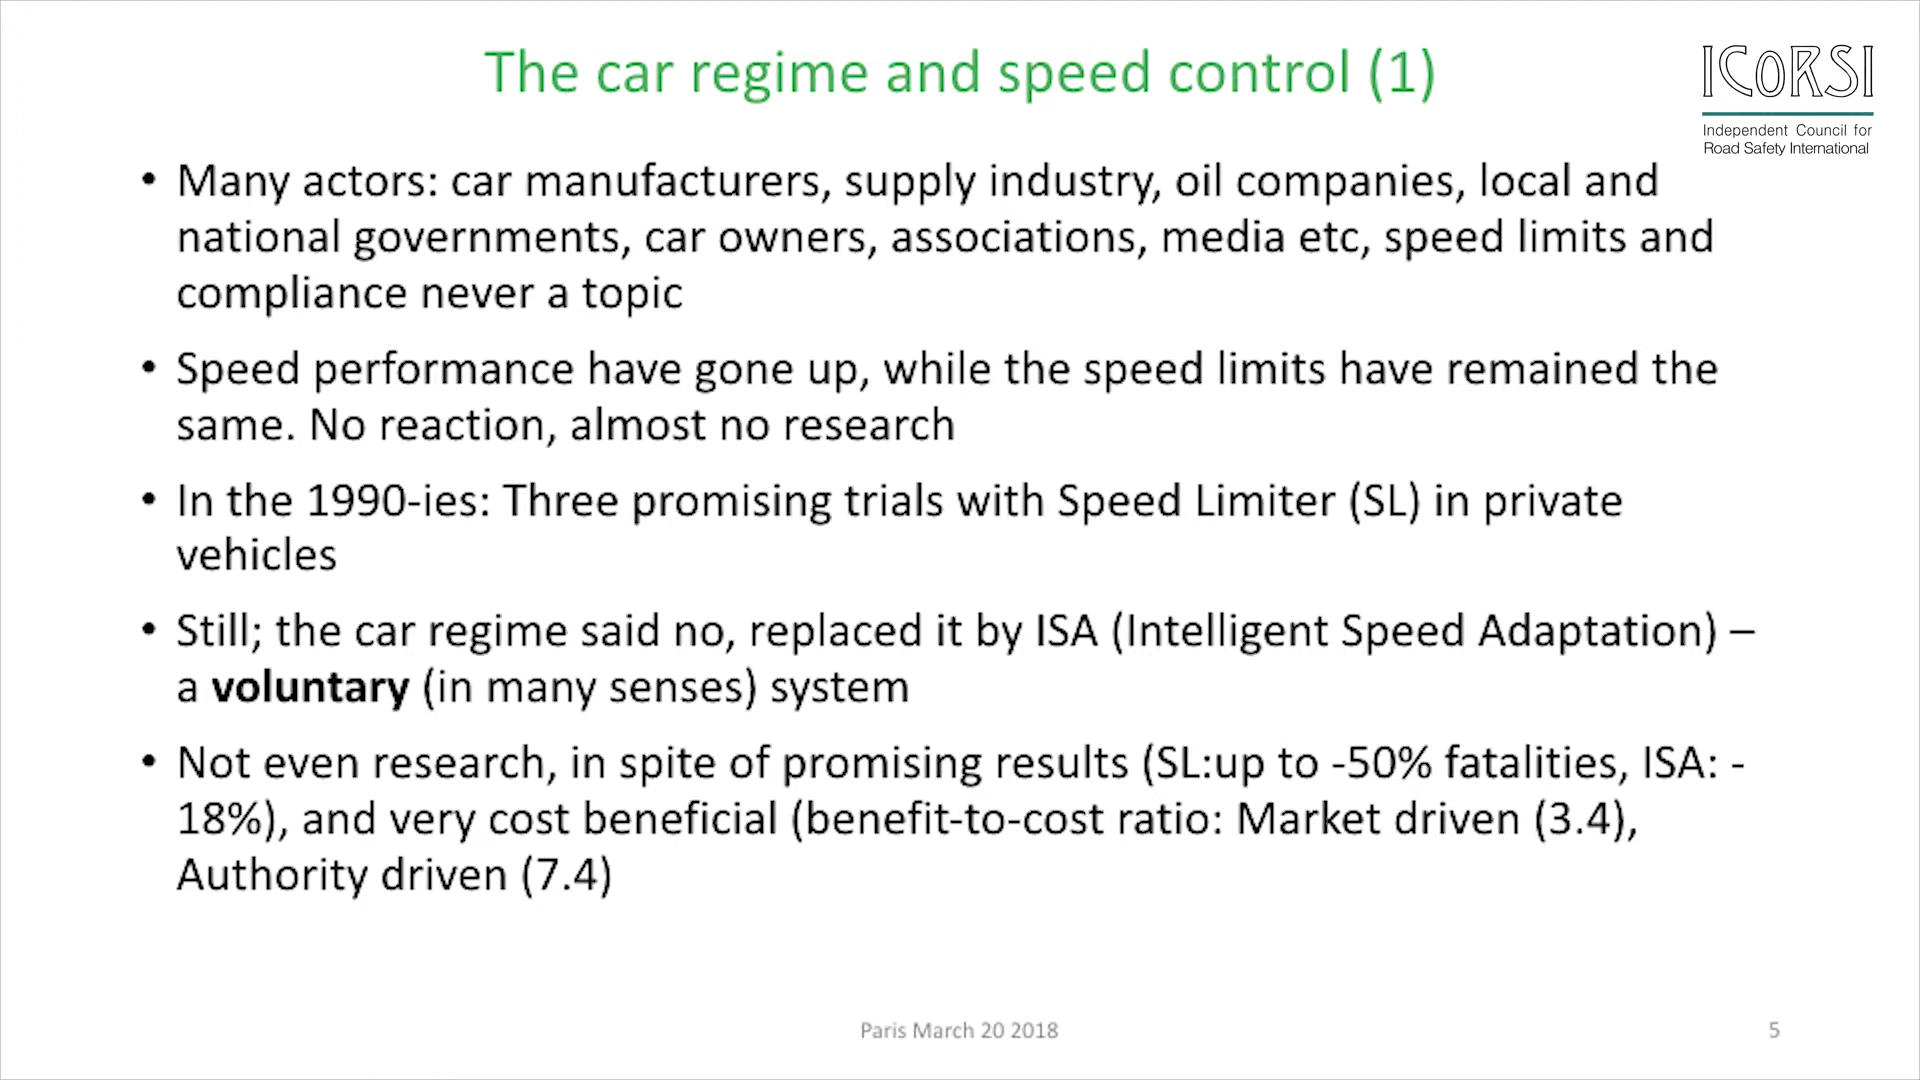 The car regime and speed control (1)
ICORSI
Independent Council for
Road Safety International
• Many actors: car manufacturers, supply industry, oil companies, local and
national governments, car owners, associations, media etc, speed limits and
compliance never a topic
• Speed performance have gone up, while the speed limits have remained the
same. No reaction, almost no research
• In the 1990-ies: Three promising trials with Speed Limiter (SL) in private
vehicles
• Still; the car regime said no, replaced it by ISA (Intelligent Speed Adaptation) –
a voluntary (in many senses) system
• Not even research, in spite of promising results (SL:up to -50% fatalities, ISA: -
18%), and very cost beneficial (benefit-to-cost ratio: Market driven (3.4),
Authority driven (7.4)
Paris March 20 2018
5